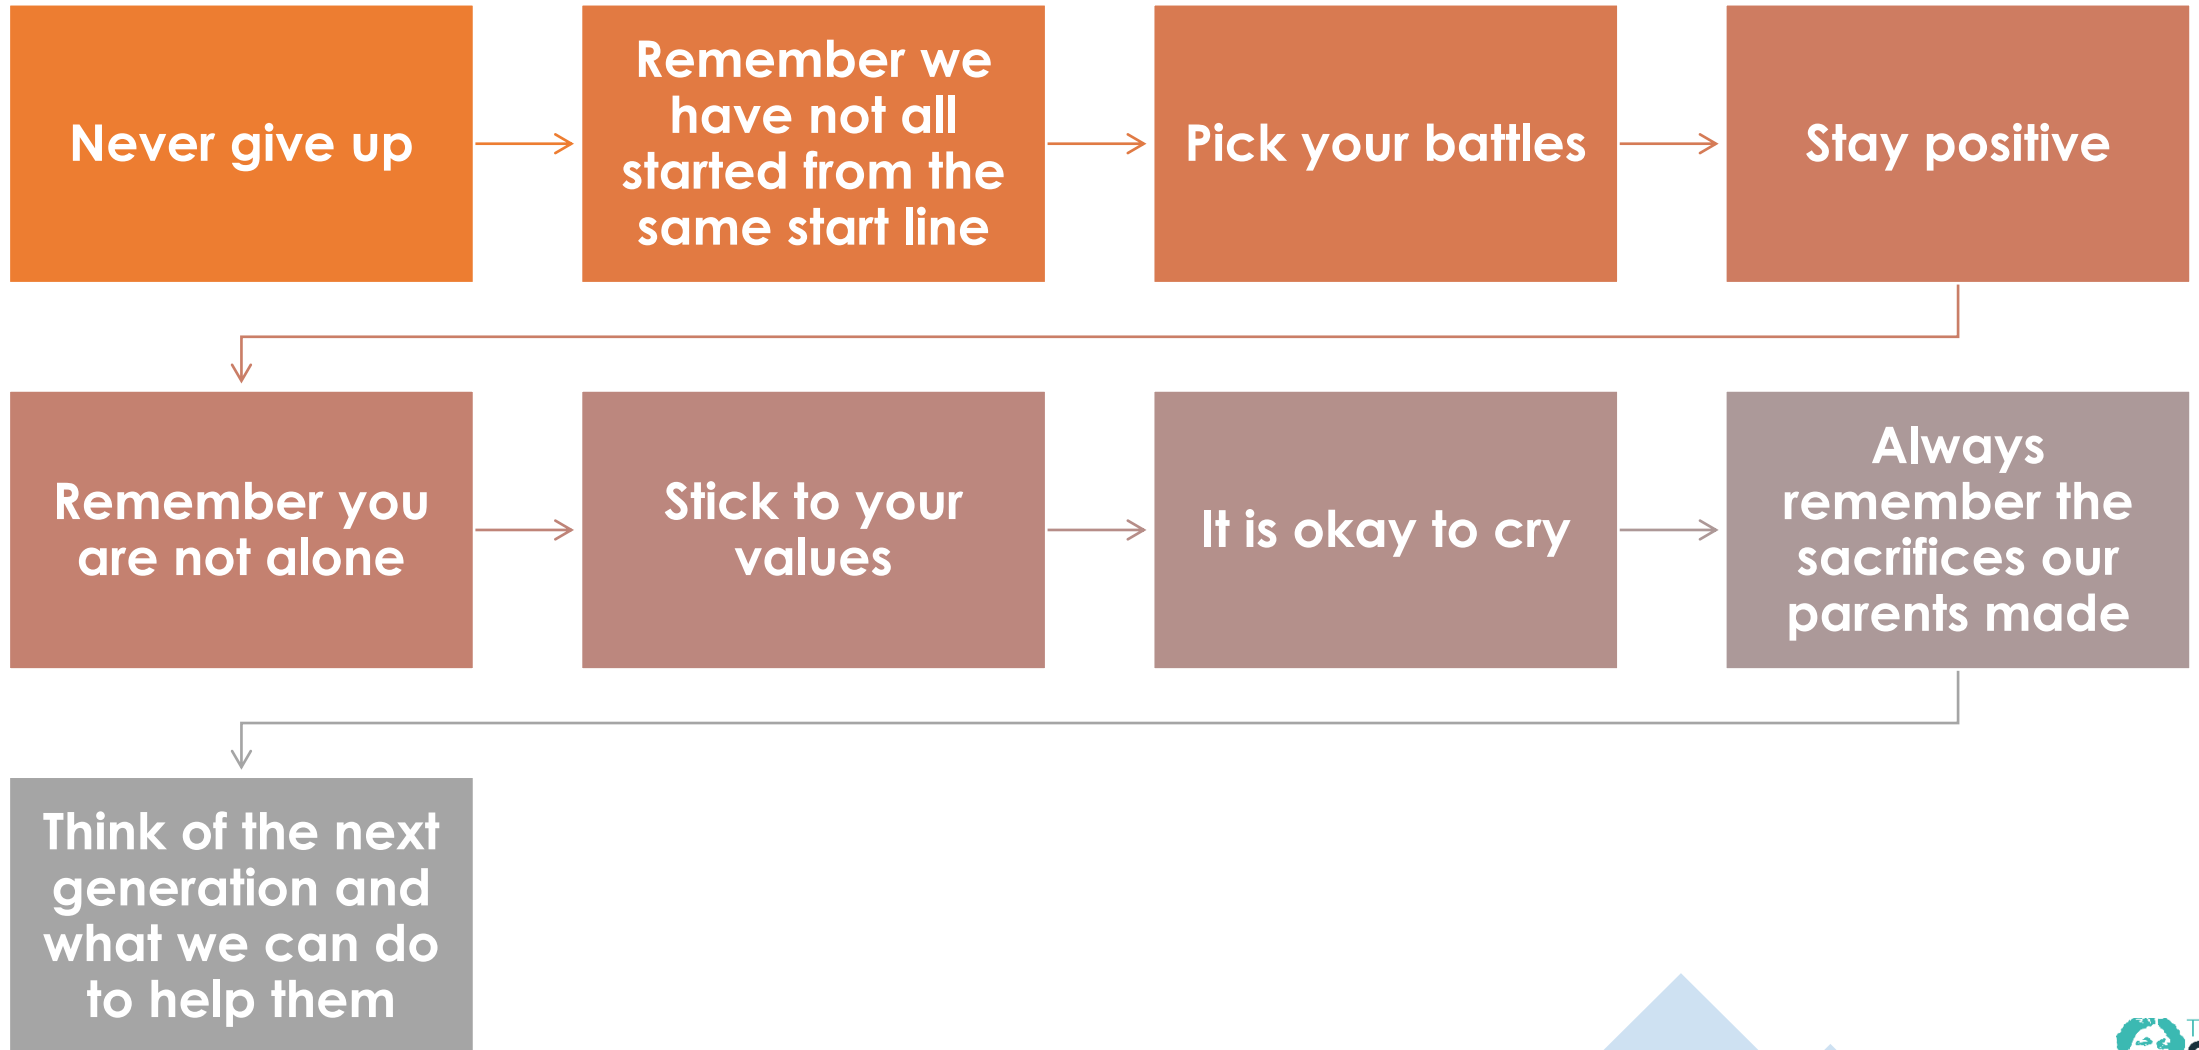 Never give up
Remember we
have not all
started from the
same start line
Pick your battles
Stay positive
Remember you
are not alone
Stick to your
values
It is okay to cry
Always
remember the
sacrifices our
parents made
Think of the next
generation and
what we can do
to help them